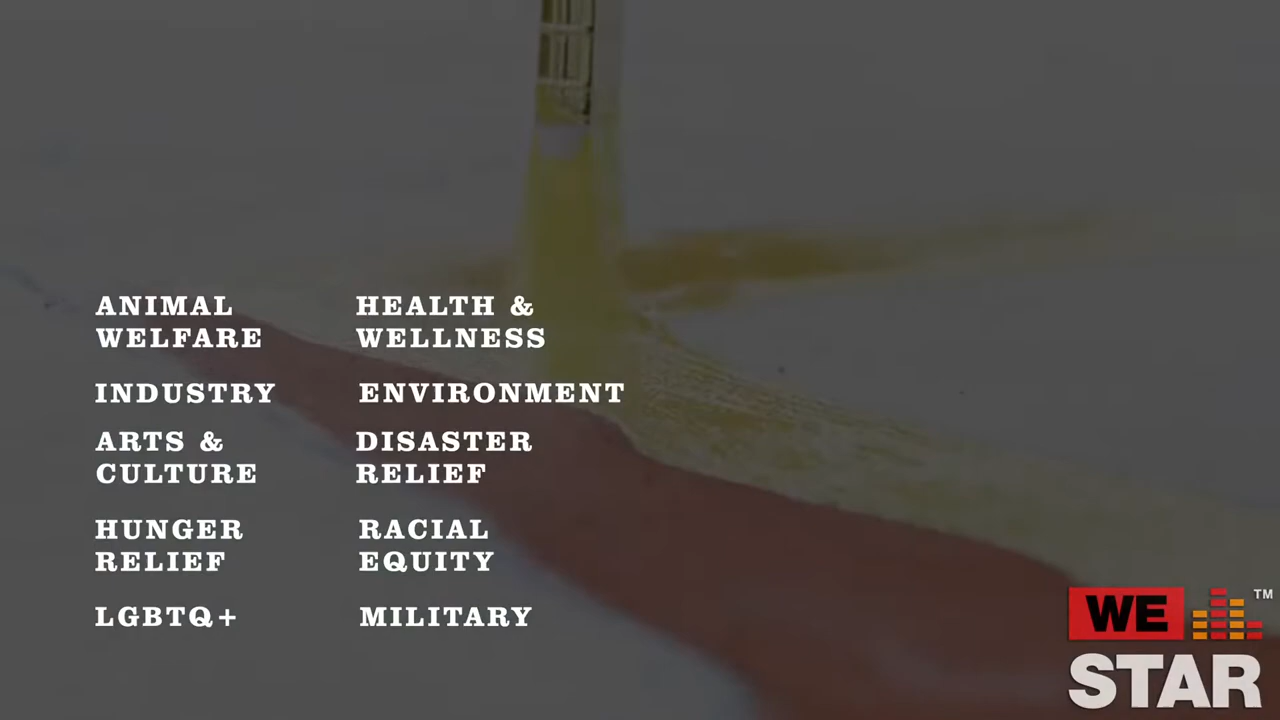 ANIMAL
WELFARE
INDUSTRY
ARTS &
CULTURE
HUNGER
RELIEF
LGBTQ+
HEALTH &
WELLNESS
ENVIRONMENT
DISASTER
RELIEF
RACIAL
EQUITY
MILITARY
WE
TM
STAR